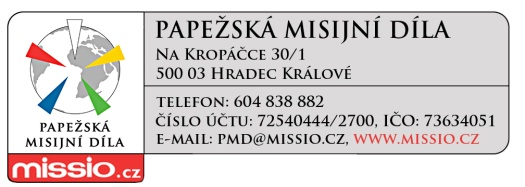 PAPEŽSKÁ MISIJNÍ DÍLA
NA KROPÁČCE 30/1
500 03 HRADEC KRÁLOVÉ
TELEFON: 604 838 882
ČÍSLO ÚČTU: 72540444/2700, IČO: 73634051
E-MAIL: PMD@MISSIO.CZ, WWW.MISSIO.CZ
PAPEŽSKÁ
MISIJNÍ DÍLA
missio.cz